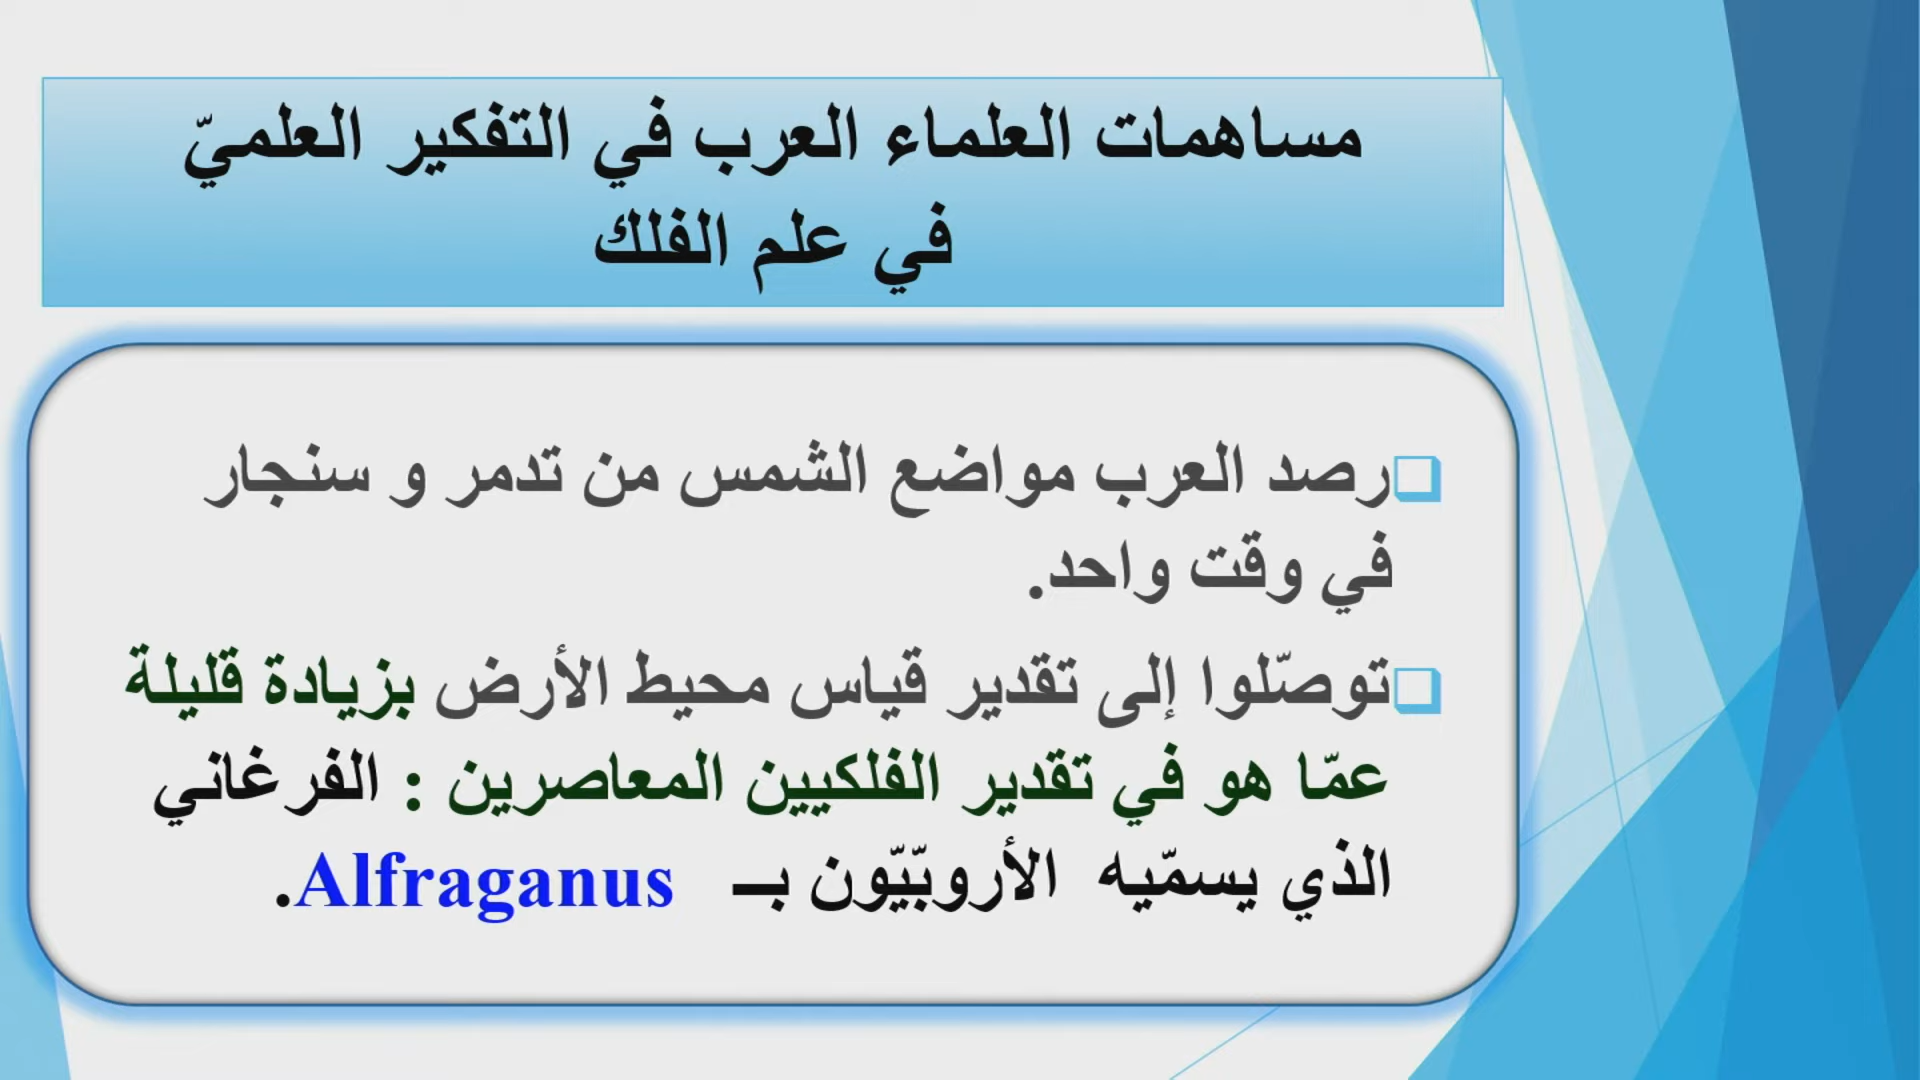 مساهمات العلماء العرب في التفكير العلميّ
في علم الفلك
رصد العرب مواضع الشمس من تدمر و سنجار
في وقت واحد.
توصّلوا إلى تقدير قياس محيط الأرض بزيادة قليلة
عمّا هو في تقدير الفلكيين المعاصرين : الفرغاني
الذي يسمّيه الأروبّيّون بـ Alfraganus.